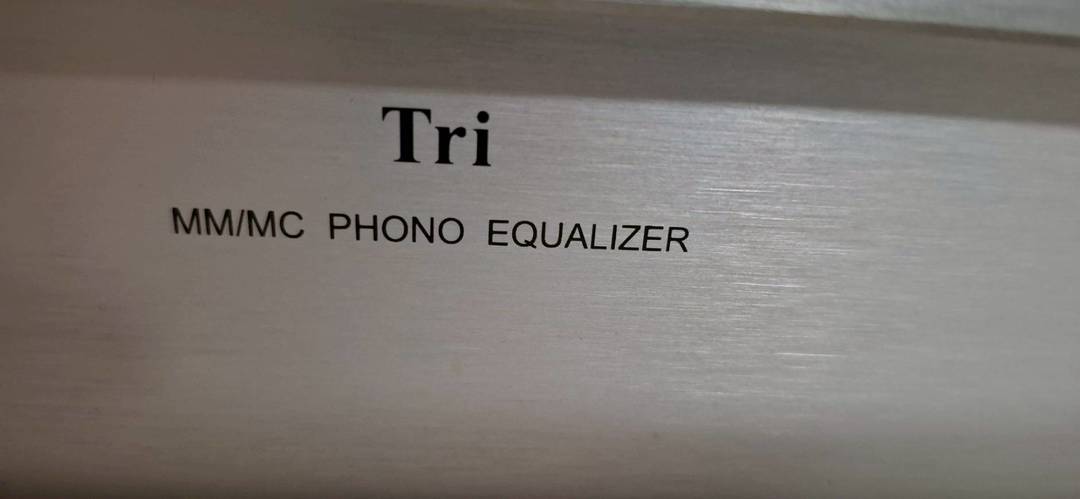 Tri
MM/MC PHONO EQUALIZER